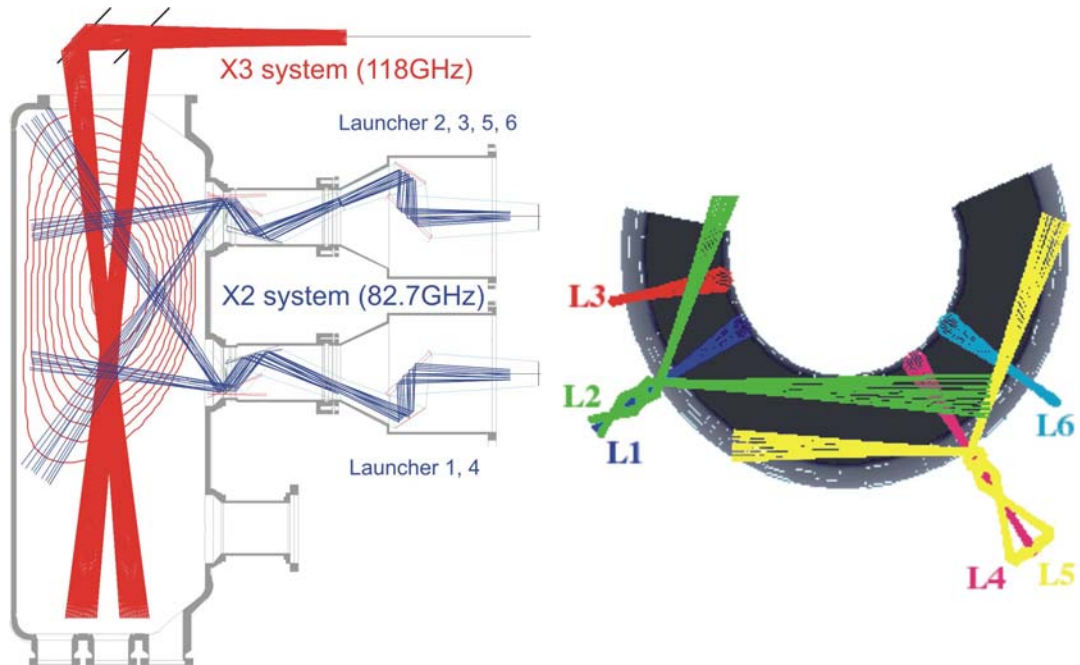 X3 system (118GHz)
Launcher 2, 3, 5, 6
X2 system (82.7GHz)
Launcher 1, 4
L3
L2
L1
L6
L4
L5